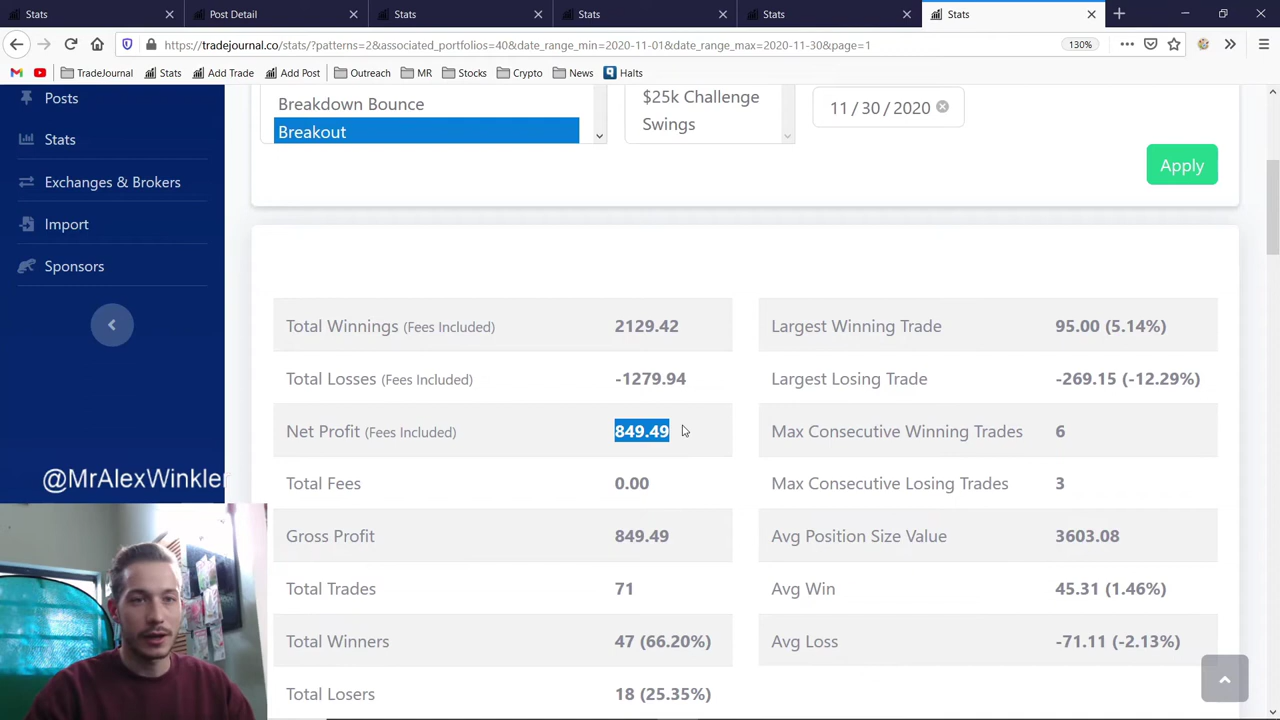 Stats
Post Detail
Stats
Stats
Stats
Stats
https://tradejournal.co/stats/?patterns=2&associated_portfolios=40&date_range_min=2020-11-01&date_range_max=2020-11-30&page=1
130%
TradeJournal
Stats
Add Trade
Add Post
Outreach
MR
Stocks
Crypto
News
Halts
Posts
Stats
Exchanges & Brokers
Import
Sponsors
Breakdown Bounce
Breakout
$25k Challenge
Swings
11 / 30 / 2020
Apply
Total Winnings (Fees Included) 2129.42
Total Losses (Fees Included) -1279.94
Net Profit (Fees Included) 849.49
Total Fees 0.00
Gross Profit 849.49
Total Trades 71
Total Winners 47 (66.20%)
Total Losers 18 (25.35%)
Largest Winning Trade 95.00 (5.14%)
Largest Losing Trade -269.15 (-12.29%)
Max Consecutive Winning Trades 6
Max Consecutive Losing Trades 3
Avg Position Size Value 3603.08
Avg Win 45.31 (1.46%)
Avg Loss -71.11 (-2.13%)
@MrAlexWinkler